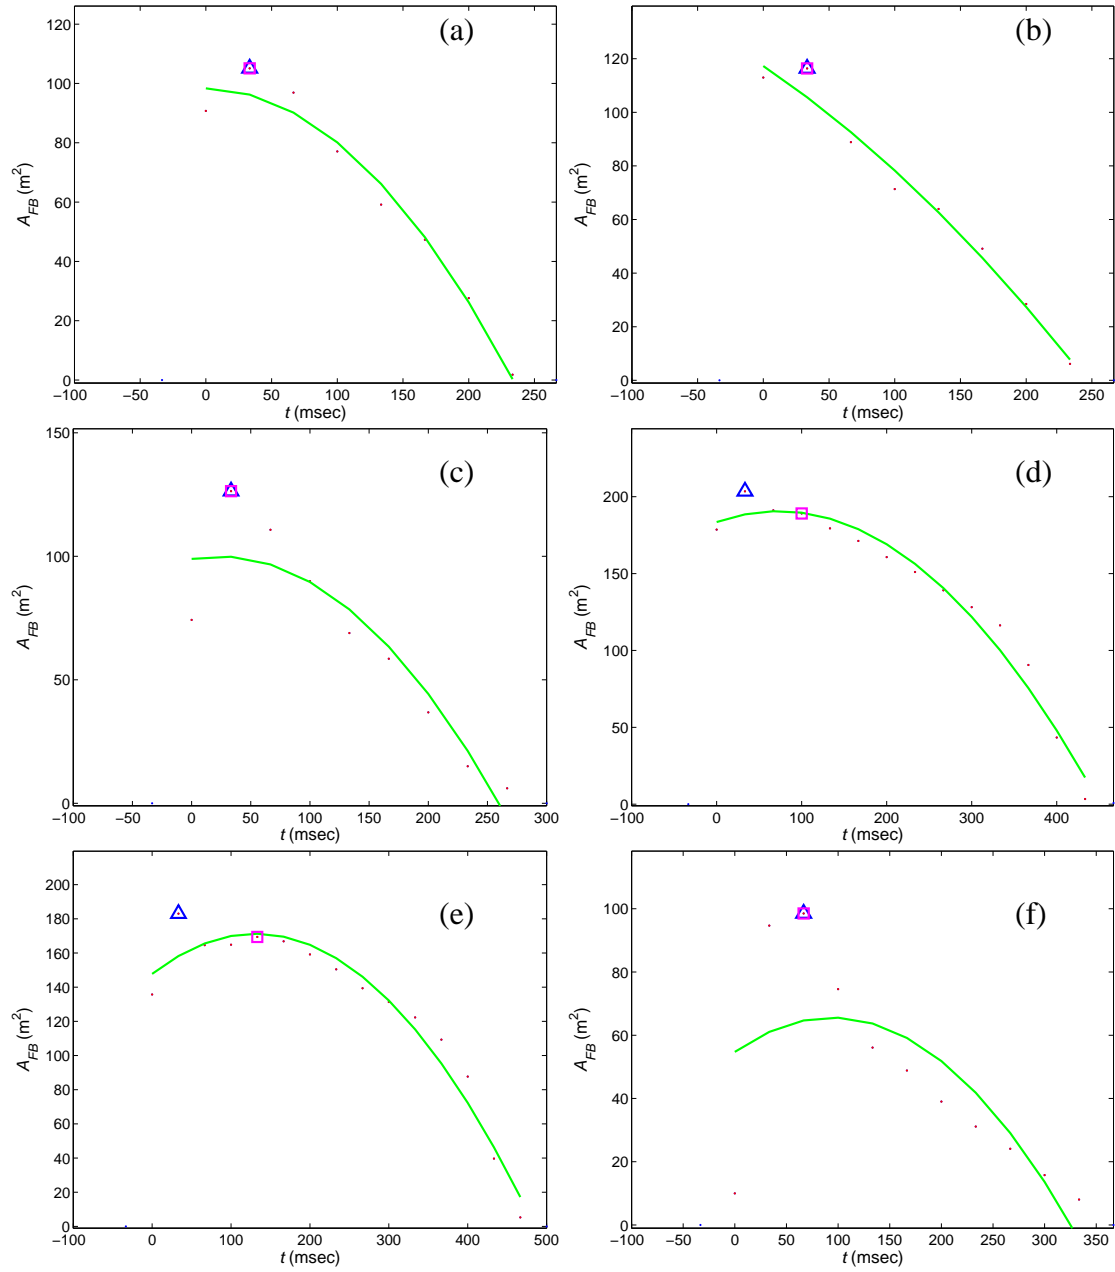 (a)
120
100
80
60
40
20
0
A_FB (m²)
−100 −50 0 50 100 150 200 250
t (msec)
(b)
120
100
80
60
40
20
0
A_FB (m²)
−100 −50 0 50 100 150 200 250
t (msec)
(c)
150
100
50
0
A_FB (m²)
−100 −50 0 50 100 150 200 250 300
t (msec)
(d)
200
150
100
50
0
A_FB (m²)
−100 0 100 200 300 400
t (msec)
(e)
200
180
160
140
120
100
80
60
40
20
0
A_FB (m²)
−100 0 100 200 300 400 500
t (msec)
(f)
100
80
60
40
20
0
A_FB (m²)
−100 −50 0 50 100 150 200 250 300 350
t (msec)